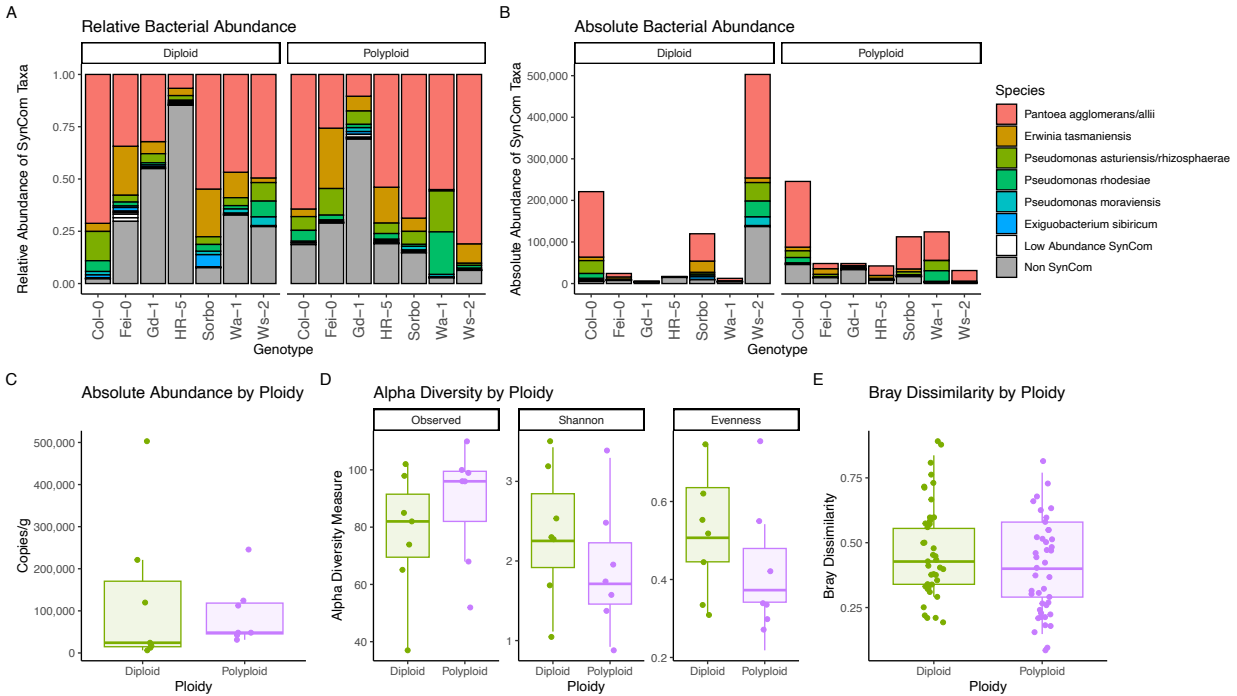 A
Relative Bacterial Abundance
Diploid
Polyploid
Relative Abundance of SynCom Taxa
1.00
0.75
0.50
0.25
0.00
Col−0
Fei−0
Gd−1
HR−5
Sorbo
Wa−1
Ws−2
Col−0
Fei−0
Gd−1
HR−5
Sorbo
Wa−1
Ws−2
Genotype
B
Absolute Bacterial Abundance
Diploid
Polyploid
Absolute Abundance of SynCom Taxa
500,000
400,000
300,000
200,000
100,000
0
Col−0
Fei−0
Gd−1
HR−5
Sorbo
Wa−1
Ws−2
Col−0
Fei−0
Gd−1
HR−5
Sorbo
Wa−1
Ws−2
Genotype
Species
Pantoea agglomerans/allii
Erwinia tasmaniensis
Pseudomonas asturiensis/rhizosphaerae
Pseudomonas rhodesiae
Pseudomonas moraviensis
Exiguobacterium sibiricum
Low Abundance SynCom
Non SynCom
C
Absolute Abundance by Ploidy
Copies/g
500,000
400,000
300,000
200,000
100,000
0
Diploid
Polyploid
Ploidy
D
Alpha Diversity by Ploidy
Observed
Shannon
Evenness
Alpha Diversity Measure
100
80
60
40
3
2
1
0.6
0.4
0.2
Diploid
Polyploid
Diploid
Polyploid
Diploid
Polyploid
Ploidy
E
Bray Dissimilarity by Ploidy
Bray Dissimilarity
0.75
0.50
0.25
Diploid
Polyploid
Ploidy